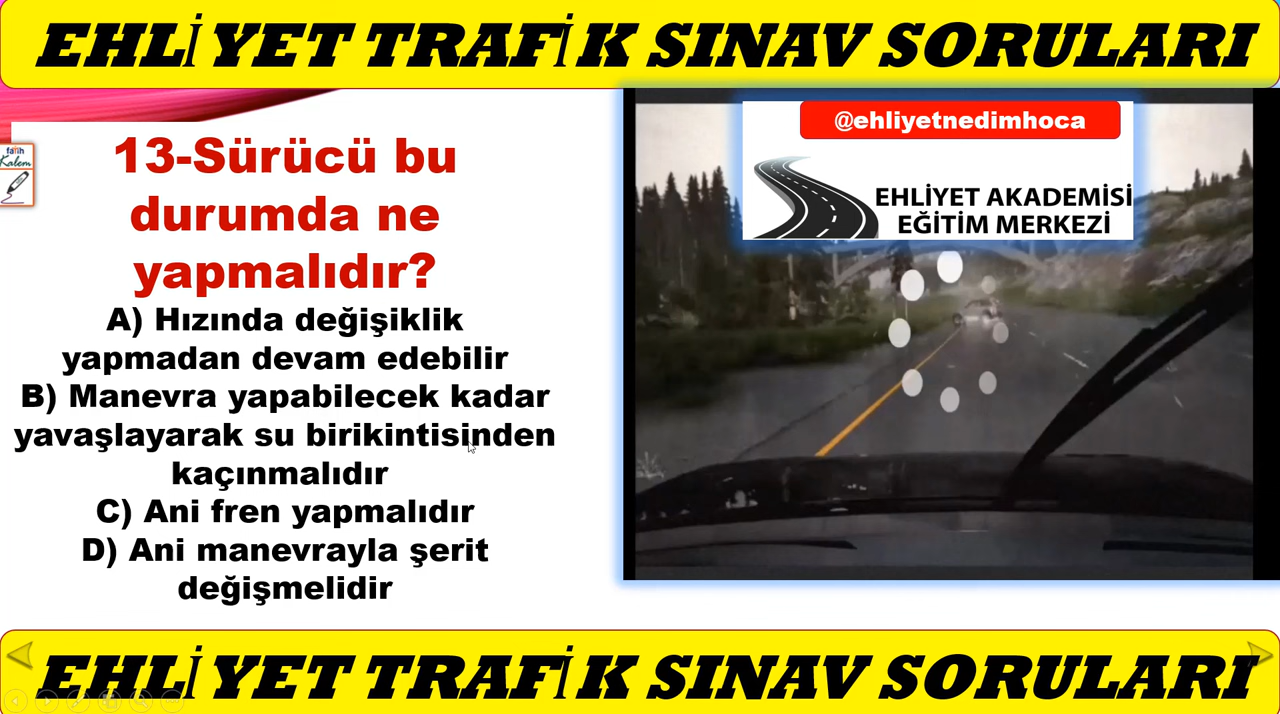 EHLİYET TRAFİK SINAV SORULARI
@ehliyetnedimhoca
EHLİYET AKADEMİSİ
EĞİTİM MERKEZİ
fatih
Kalem
13-Sürücü bu
durumda ne
yapmalıdır?
A) Hızında değişiklik
yapmadan devam edebilir
B) Manevra yapabilecek kadar
yavaşlayarak su birikintisinden
kaçınmalıdır
C) Ani fren yapmalıdır
D) Ani manevrayla şerit
değişmelidir
EHLİYET TRAFİK SINAV SORULARI